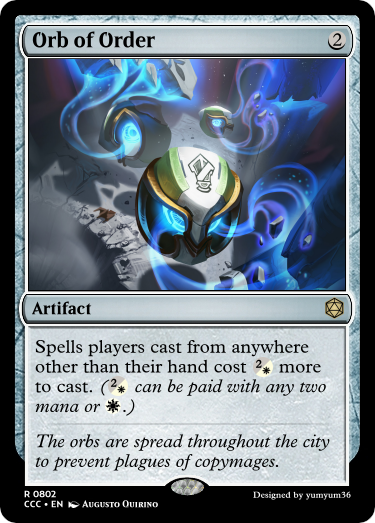 Orb of Order 2
Artifact
Spells players cast from anywhere
other than their hand cost 2/☀ more
to cast. (2/☀ can be paid with any two
mana or ☀.)
The orbs are spread throughout the city
to prevent plagues of copymages.
R 0802
CCC • EN Augusto Quirino
Designed by yumyum36